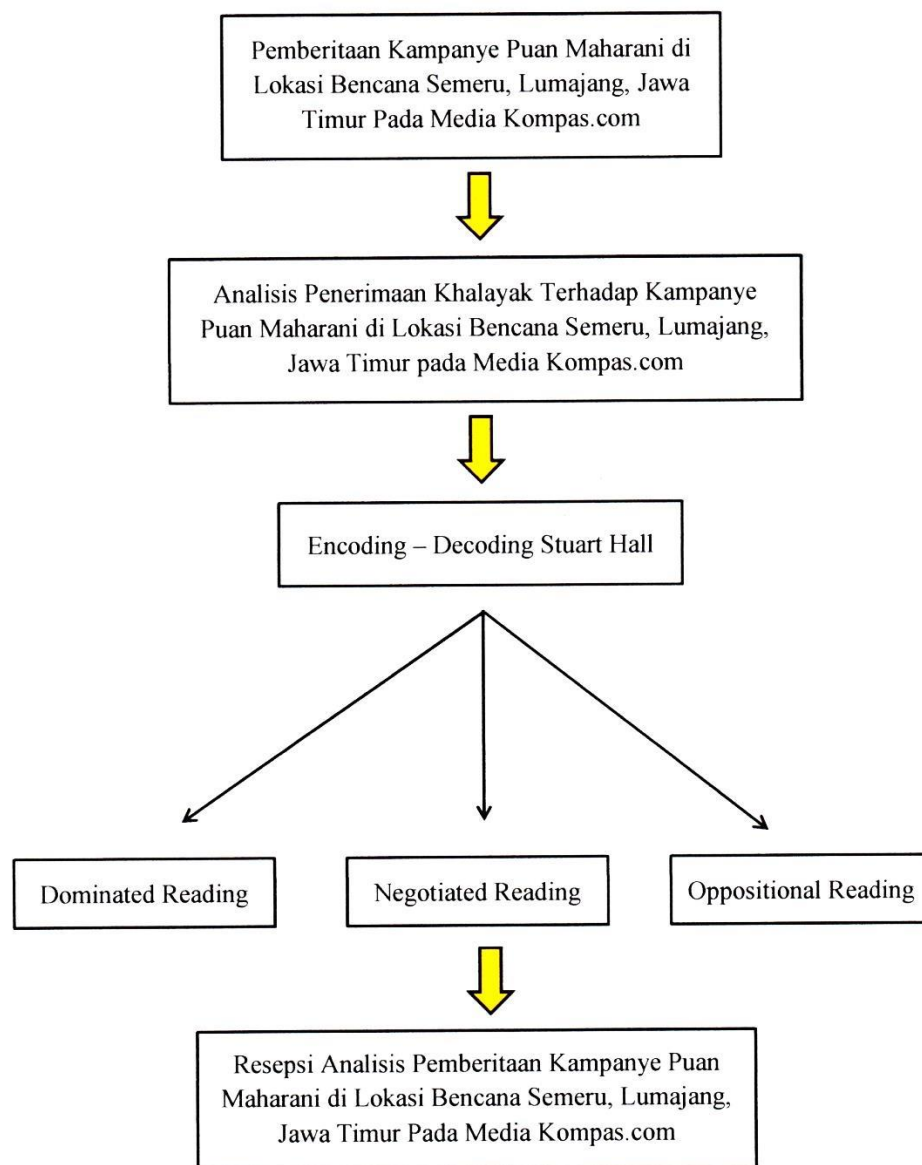 Pemberitaan Kampanye Puan Maharani di
Lokasi Bencana Semeru, Lumajang, Jawa
Timur Pada Media Kompas.com
Analisis Penerimaan Khalayak Terhadap Kampanye
Puan Maharani di Lokasi Bencana Semeru, Lumajang,
Jawa Timur pada Media Kompas.com
Encoding – Decoding Stuart Hall
Dominated Reading
Negotiated Reading
Oppositional Reading
Resepsi Analisis Pemberitaan Kampanye Puan
Maharani di Lokasi Bencana Semeru, Lumajang,
Jawa Timur Pada Media Kompas.com